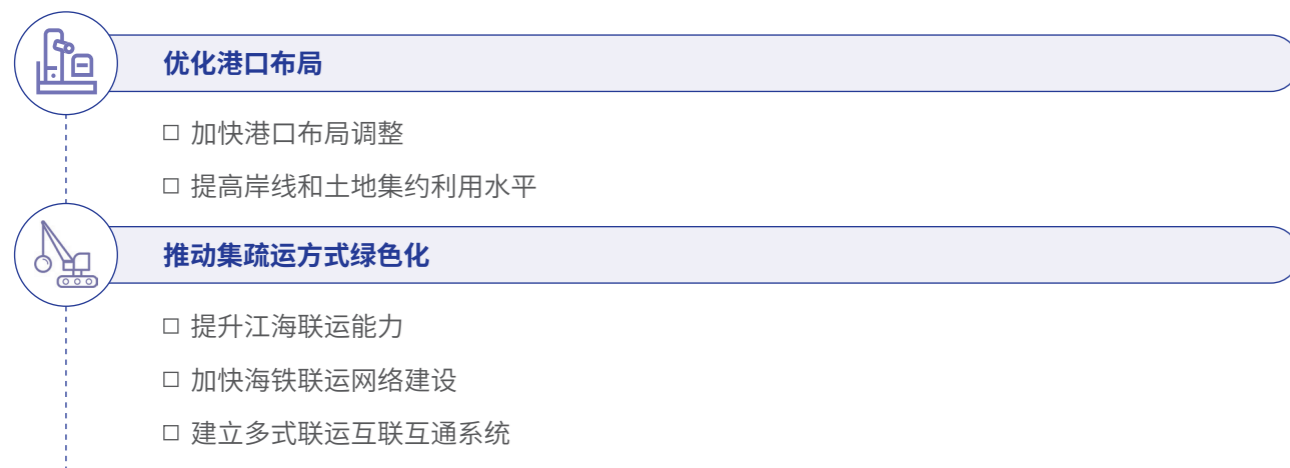 优化港口布局
□ 加快港口布局调整
□ 提高岸线和土地集约利用水平
推动集疏运方式绿色化
□ 提升江海联运能力
□ 加快海铁联运网络建设
□ 建立多式联运互联互通系统